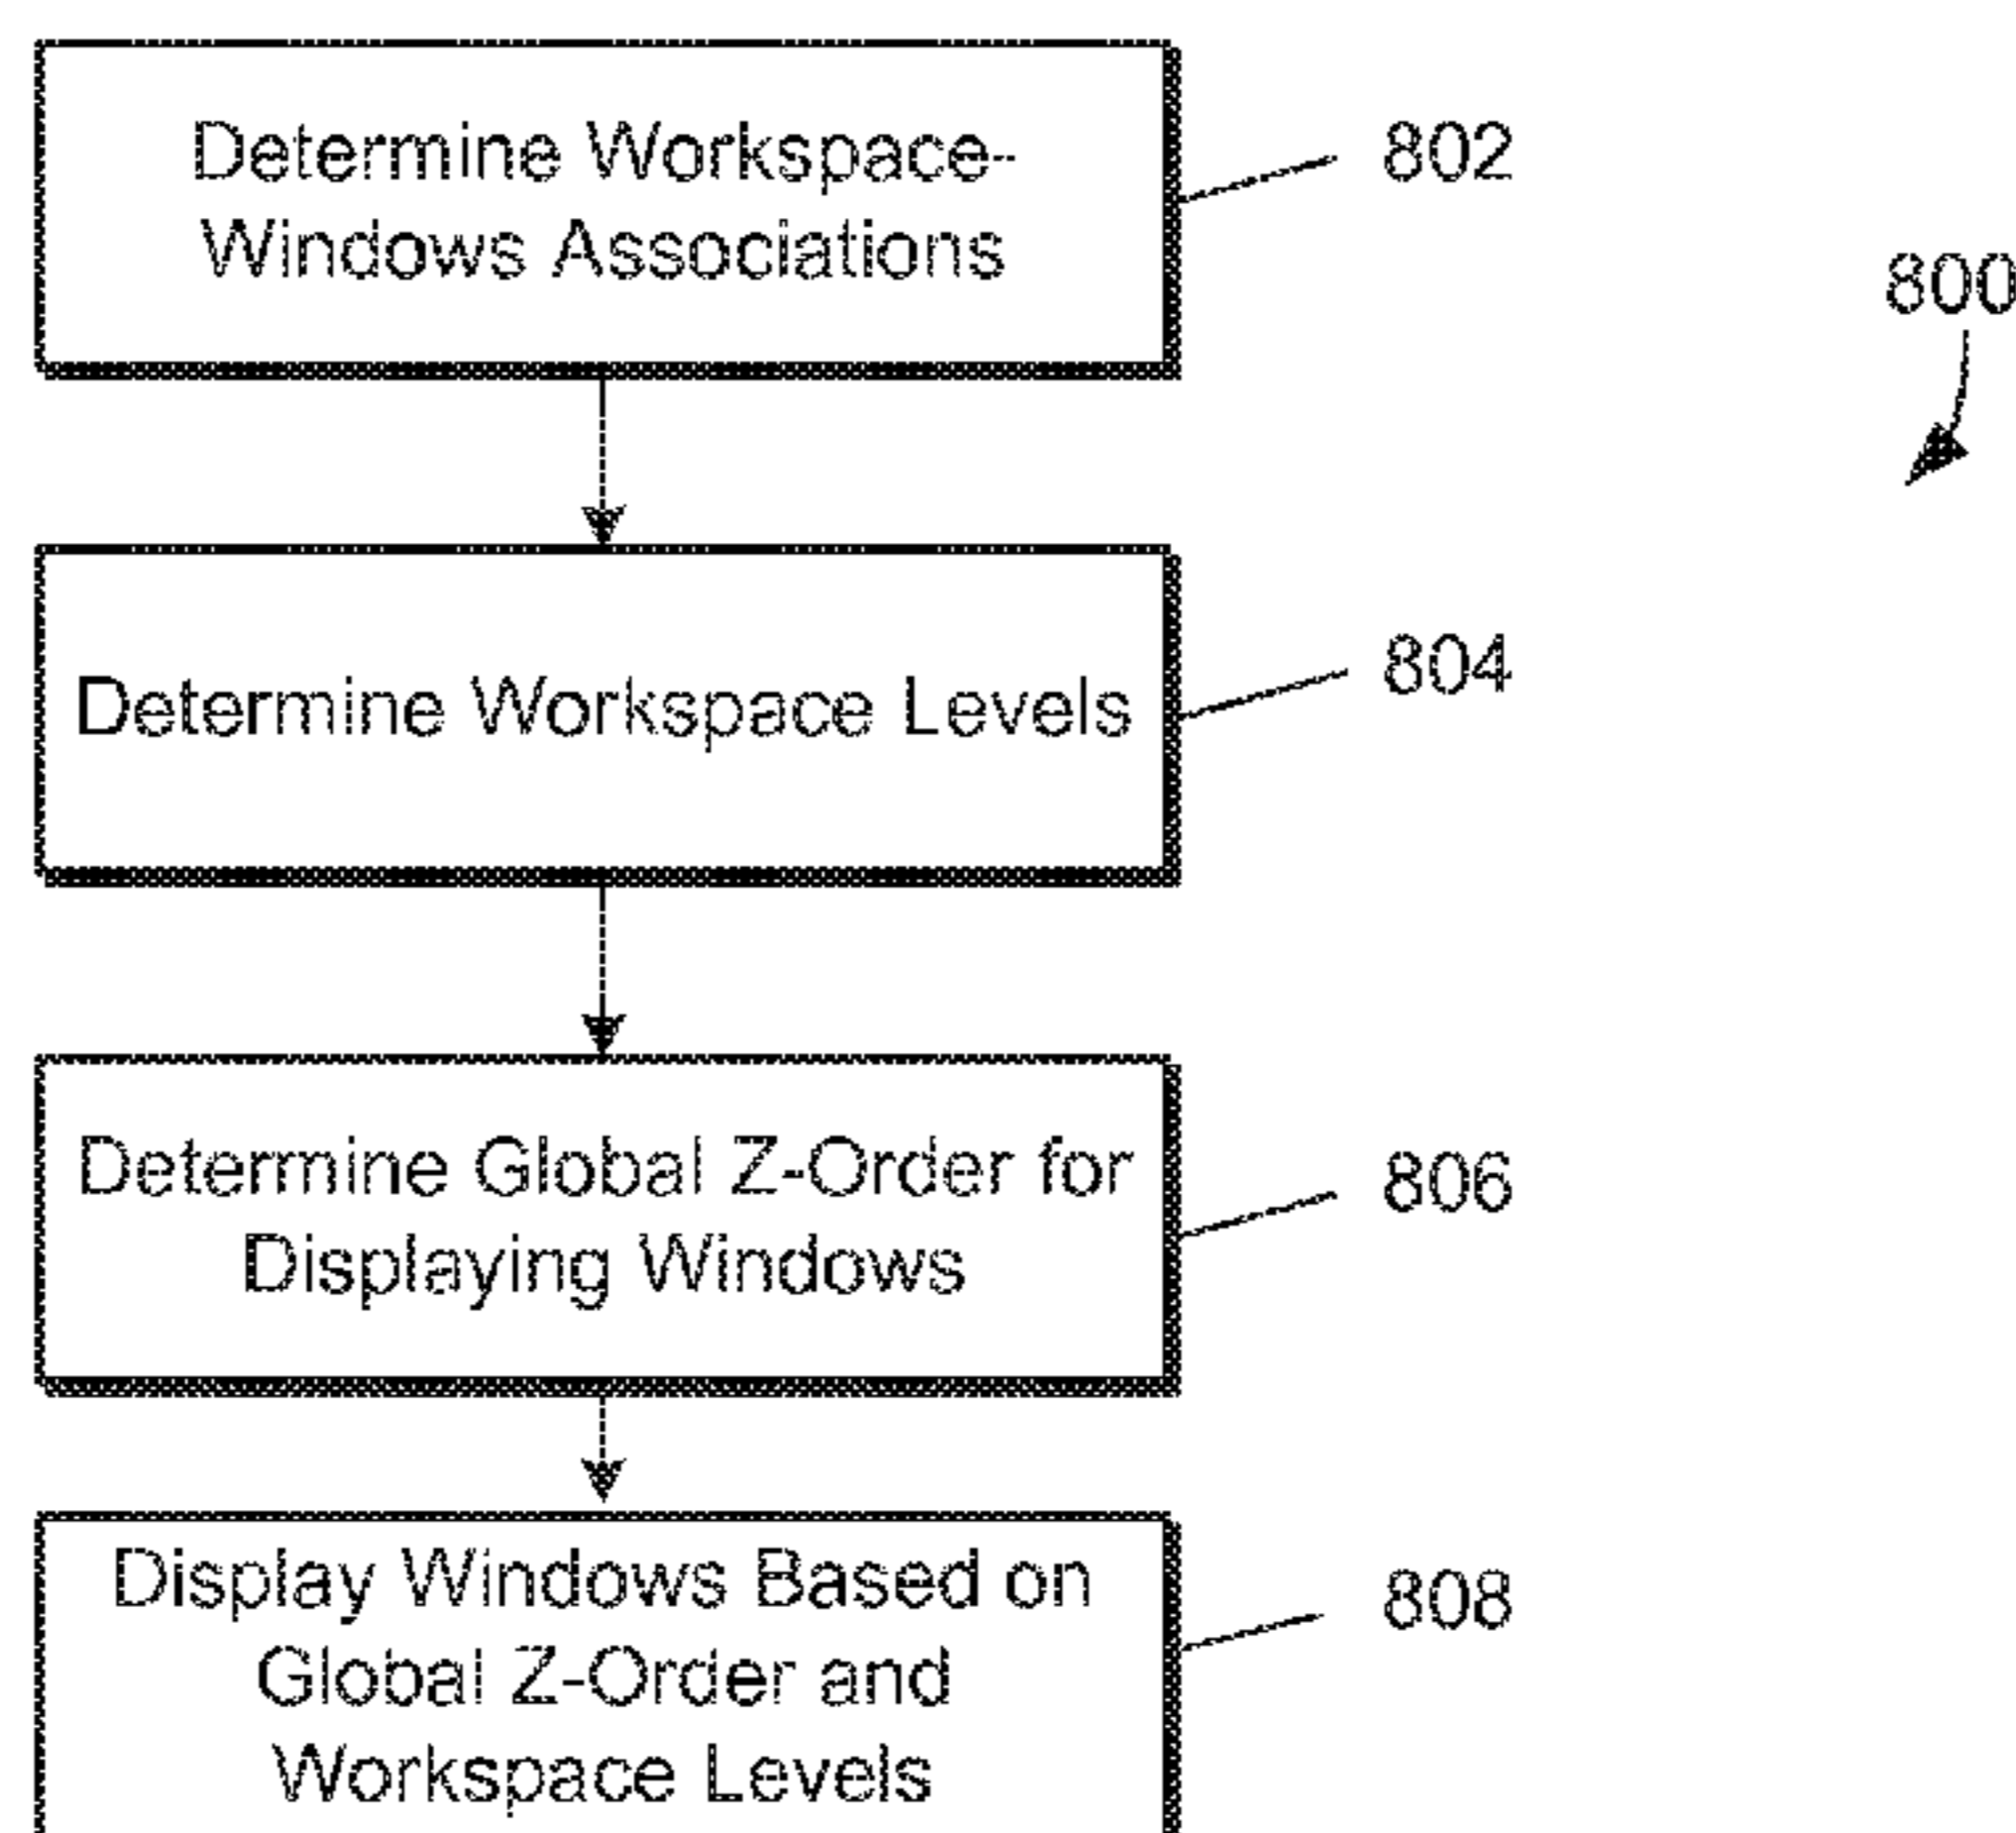 Determine Workspace-
Windows Associations
802
800
Determine Workspace Levels
804
Determine Global Z-Order for
Displaying Windows
806
Display Windows Based on
Global Z-Order and
Workspace Levels
808